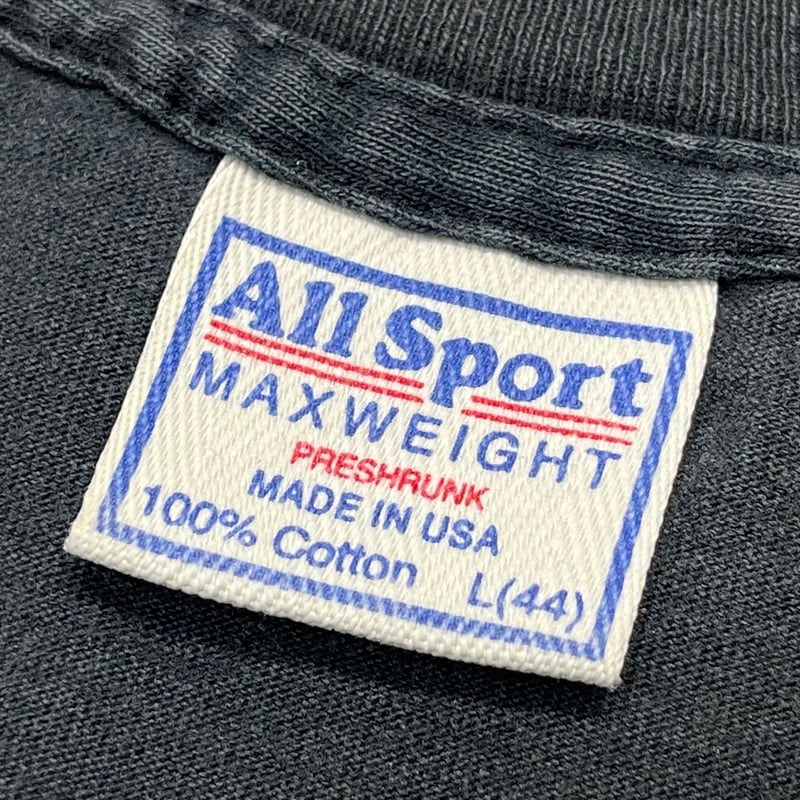 All Sport
MAXWEIGHT
PRESHRUNK
MADE IN USA
100% Cotton L(44)